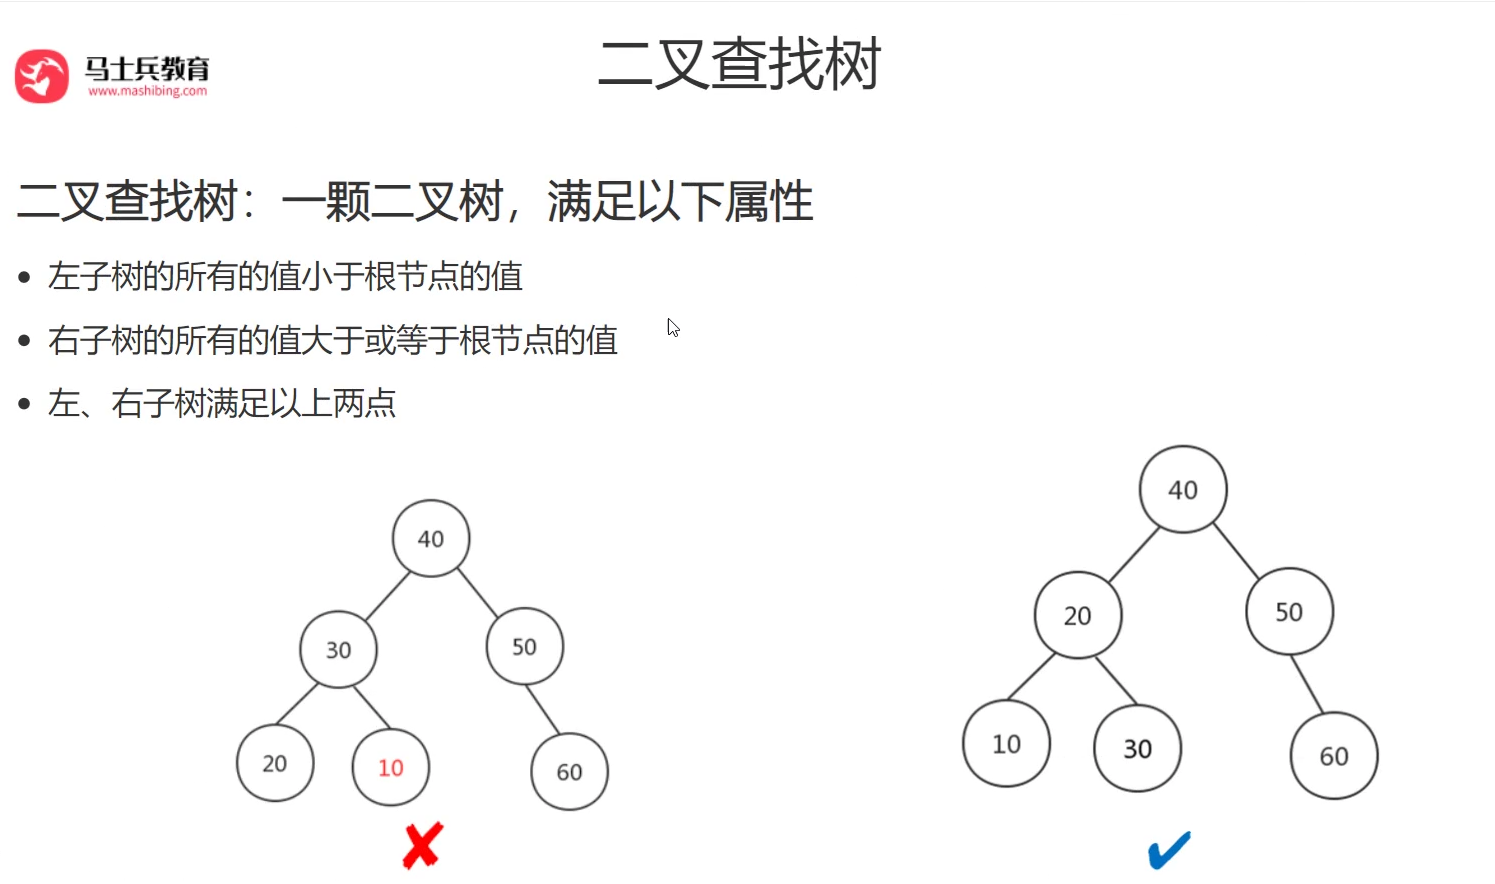 二叉查找树
马士兵教育
www.mashibing.com
二叉查找树：一颗二叉树，满足以下属性
左子树的所有的值小于根节点的值
右子树的所有的值大于或等于根节点的值
左、右子树满足以上两点
40
30
50
20
10
60
40
20
50
10
30
60